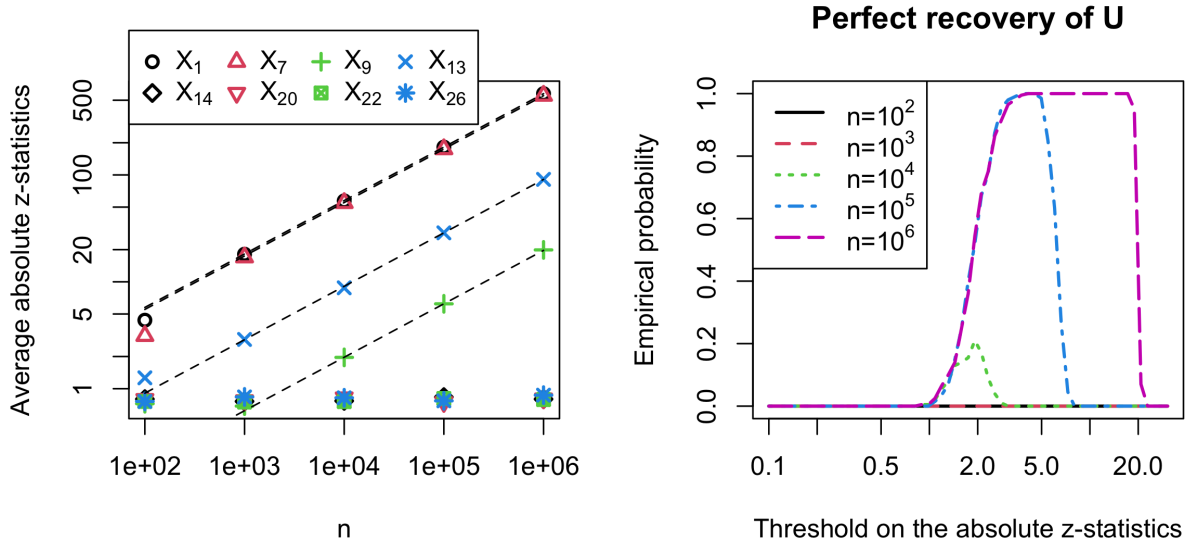 X₁ X₇ X₉ X₁₃
X₁₄ X₂₀ X₂₂ X₂₆
Average absolute z-statistics
500
100
20
5
1
1e+02 1e+03 1e+04 1e+05 1e+06
n
Perfect recovery of U
n=10²
n=10³
n=10⁴
n=10⁵
n=10⁶
Empirical probability
1.0
0.8
0.6
0.4
0.2
0.0
0.1 0.5 2.0 5.0 20.0
Threshold on the absolute z-statistics